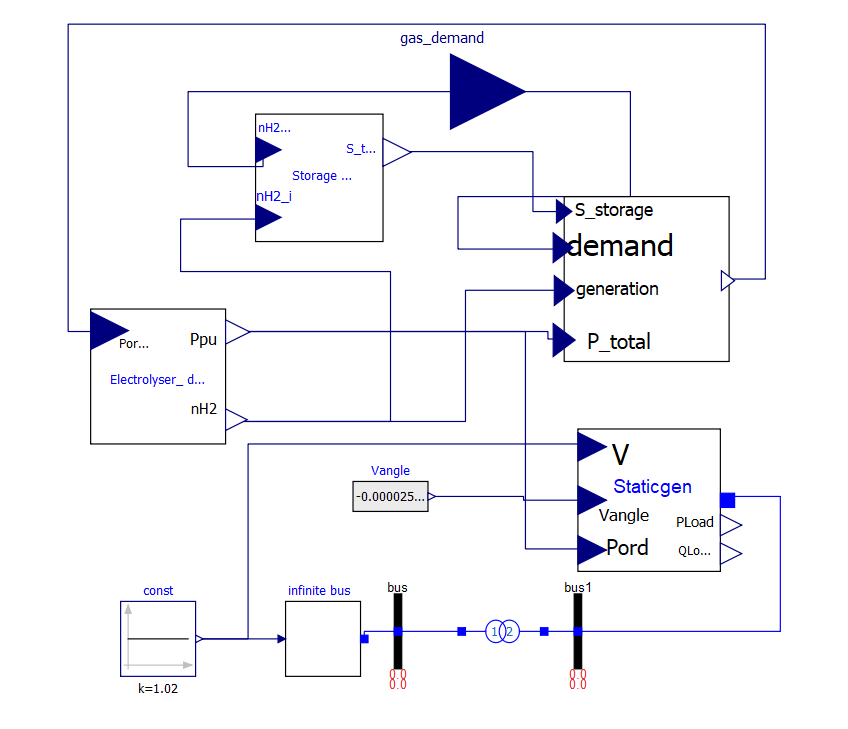 gas_demand
nH2...
S_t...
Storage ...
nH2_i
S_storage
demand
generation
P_total
Por...
Ppu
Electrolyser_ d...
nH2
V
Staticgen
Vangle
PLoad
QLo...
Pord
Vangle
-0.000025...
const
k=1.02
infinite bus
bus
0.0
0.0
1 2
bus1
0.0
0.0